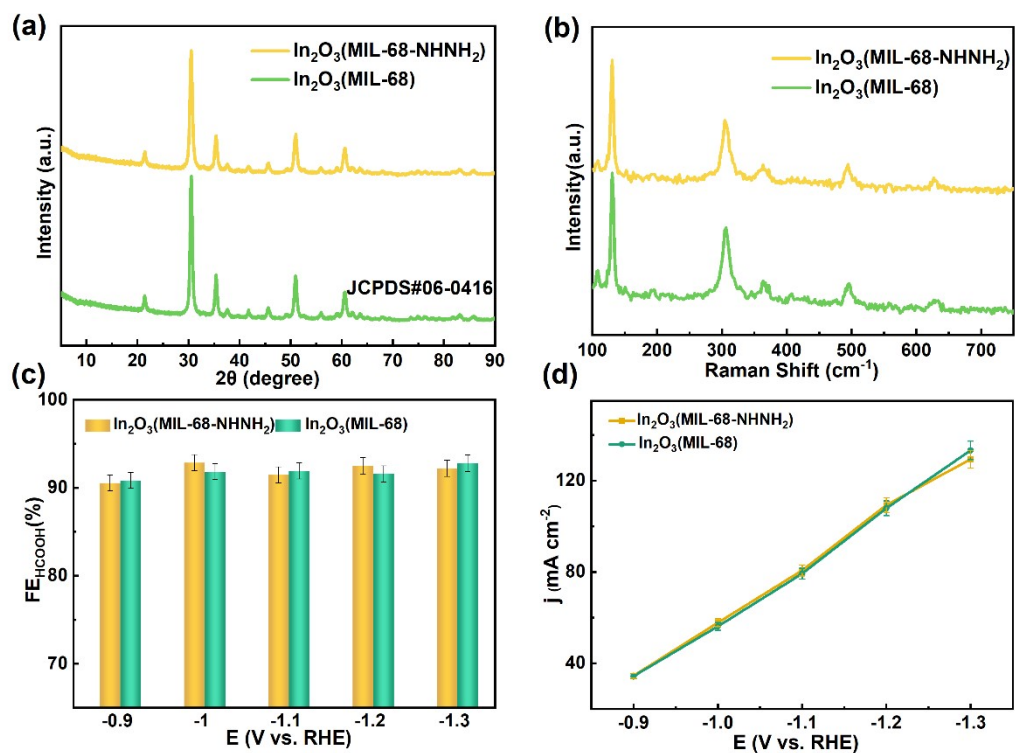 (a)
In₂O₃(MIL-68-NHNH₂)
In₂O₃(MIL-68)
JCPDS#06-0416
Intensity (a.u.)
10 20 30 40 50 60 70 80 90
2θ (degree)
(b)
In₂O₃(MIL-68-NHNH₂)
In₂O₃(MIL-68)
Intensity(a.u.)
100 200 300 400 500 600 700
Raman Shift (cm⁻¹)
(c)
In₂O₃(MIL-68-NHNH₂) In₂O₃(MIL-68)
100
90
80
70
FE_HCOOH(%)
-0.9 -1 -1.1 -1.2 -1.3
E (V vs. RHE)
(d)
In₂O₃(MIL-68-NHNH₂)
In₂O₃(MIL-68)
120
80
40
j (mA cm⁻²)
-0.9 -1.0 -1.1 -1.2 -1.3
E (V vs. RHE)